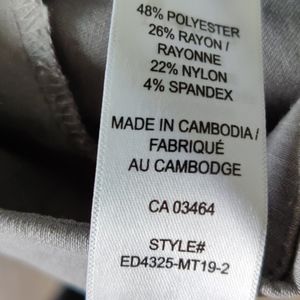 48% POLYESTER
26% RAYON /
RAYONNE
22% NYLON
4% SPANDEX
MADE IN CAMBODIA /
FABRIQUÉ
AU CAMBODGE
CA 03464
STYLE#
ED4325-MT19-2